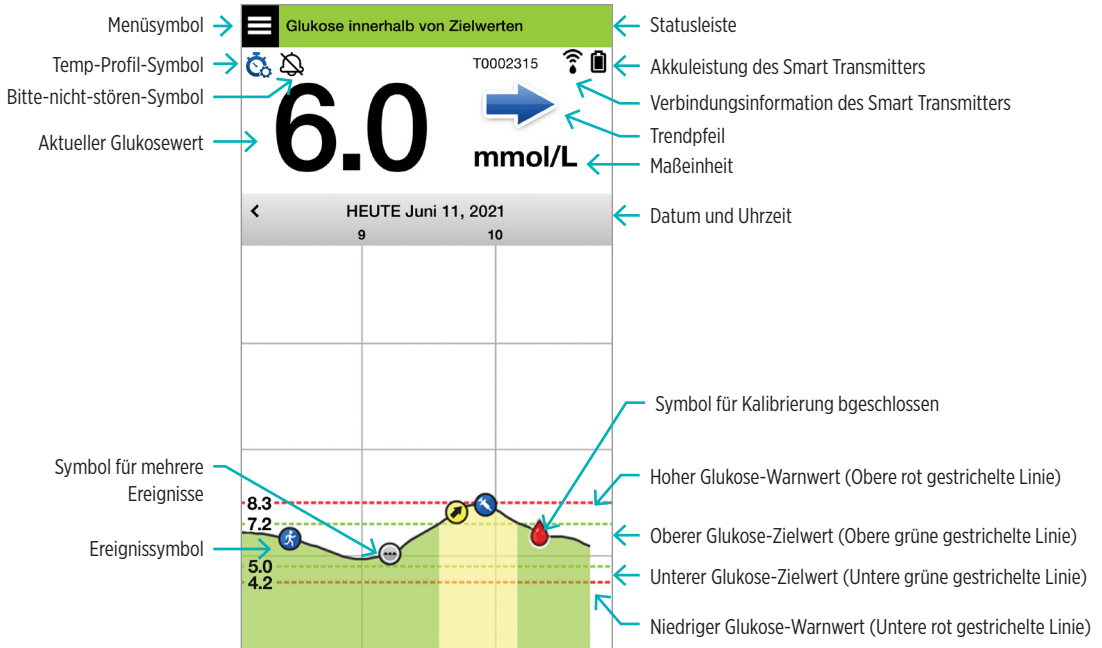 Menüsymbol
Temp-Profil-Symbol
Bitte-nicht-stören-Symbol
Aktueller Glukosewert
Glukose innerhalb von Zielwerten
T0002315
6.0
mmol/L
HEUTE Juni 11, 2021
9 10
Statusleiste
Akkuleistung des Smart Transmitters
Verbindungsinformation des Smart Transmitters
Trendpfeil
Maßeinheit
Datum und Uhrzeit
Symbol für mehrere
Ereignisse
Ereignissymbol
8.3
7.2
5.0
4.2
Symbol für Kalibrierung bgeschlossen
Hoher Glukose-Warnwert (Obere rot gestrichelte Linie)
Oberer Glukose-Zielwert (Obere grüne gestrichelte Linie)
Unterer Glukose-Zielwert (Untere grüne gestrichelte Linie)
Niedriger Glukose-Warnwert (Untere rot gestrichelte Linie)